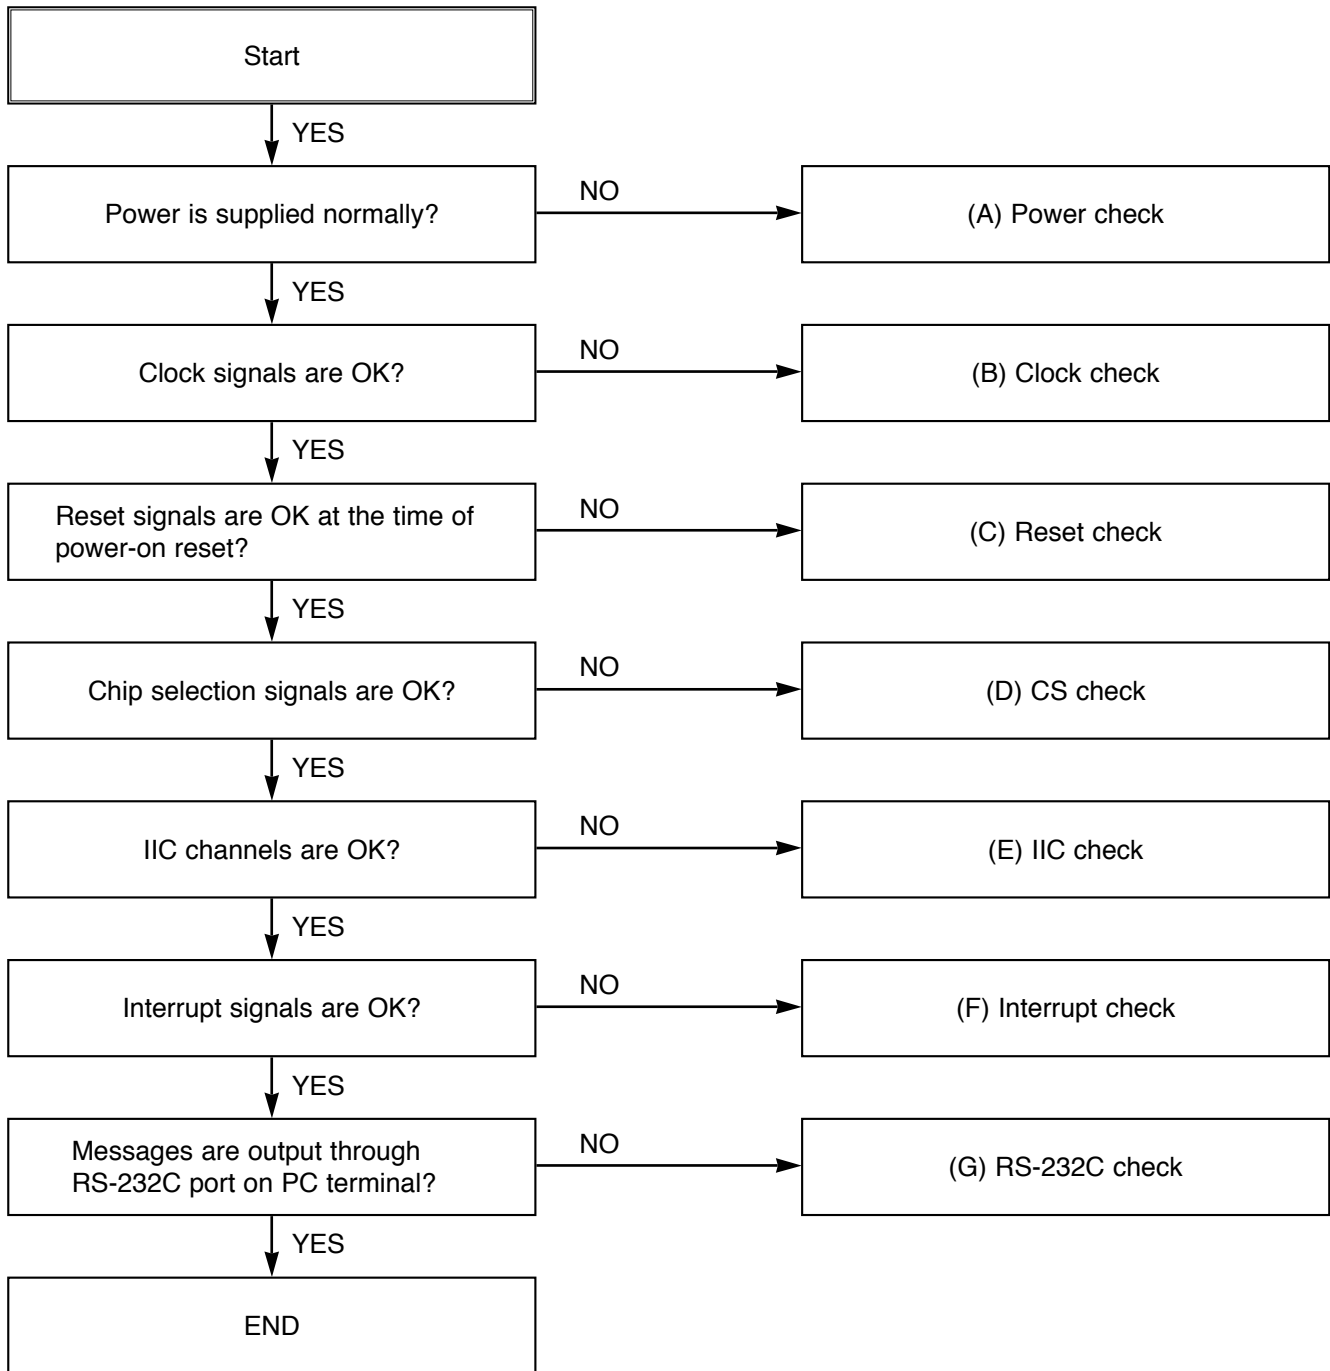 Start
YES
Power is supplied normally?
NO
(A) Power check
YES
Clock signals are OK?
NO
(B) Clock check
YES
Reset signals are OK at the time of
power-on reset?
NO
(C) Reset check
YES
Chip selection signals are OK?
NO
(D) CS check
YES
IIC channels are OK?
NO
(E) IIC check
YES
Interrupt signals are OK?
NO
(F) Interrupt check
YES
Messages are output through
RS-232C port on PC terminal?
NO
(G) RS-232C check
YES
END